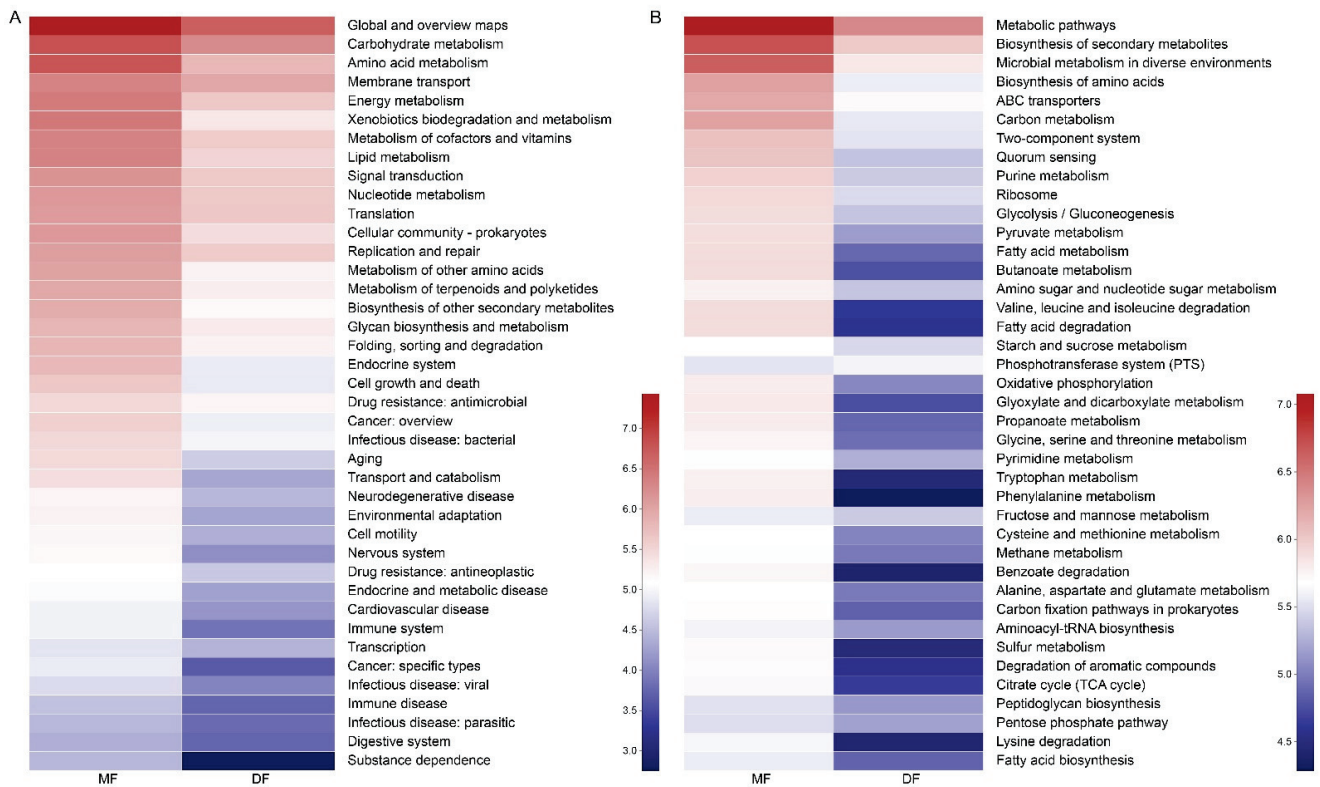 A
Global and overview maps
Carbohydrate metabolism
Amino acid metabolism
Membrane transport
Energy metabolism
Xenobiotics biodegradation and metabolism
Metabolism of cofactors and vitamins
Lipid metabolism
Signal transduction
Nucleotide metabolism
Translation
Cellular community - prokaryotes
Replication and repair
Metabolism of other amino acids
Metabolism of terpenoids and polyketides
Biosynthesis of other secondary metabolites
Glycan biosynthesis and metabolism
Folding, sorting and degradation
Endocrine system
Cell growth and death
Drug resistance: antimicrobial
Cancer: overview
Infectious disease: bacterial
Aging
Transport and catabolism
Neurodegenerative disease
Environmental adaptation
Cell motility
Nervous system
Drug resistance: antineoplastic
Endocrine and metabolic disease
Cardiovascular disease
Immune system
Transcription
Cancer: specific types
Infectious disease: viral
Immune disease
Infectious disease: parasitic
Digestive system
Substance dependence
MF DF
7.0
6.5
6.0
5.5
5.0
4.5
4.0
3.5
3.0
B
Metabolic pathways
Biosynthesis of secondary metabolites
Microbial metabolism in diverse environments
Biosynthesis of amino acids
ABC transporters
Carbon metabolism
Two-component system
Quorum sensing
Purine metabolism
Ribosome
Glycolysis / Gluconeogenesis
Pyruvate metabolism
Fatty acid metabolism
Butanoate metabolism
Amino sugar and nucleotide sugar metabolism
Valine, leucine and isoleucine degradation
Fatty acid degradation
Starch and sucrose metabolism
Phosphotransferase system (PTS)
Oxidative phosphorylation
Glyoxylate and dicarboxylate metabolism
Propanoate metabolism
Glycine, serine and threonine metabolism
Pyrimidine metabolism
Tryptophan metabolism
Phenylalanine metabolism
Fructose and mannose metabolism
Cysteine and methionine metabolism
Methane metabolism
Benzoate degradation
Alanine, aspartate and glutamate metabolism
Carbon fixation pathways in prokaryotes
Aminoacyl-tRNA biosynthesis
Sulfur metabolism
Degradation of aromatic compounds
Citrate cycle (TCA cycle)
Peptidoglycan biosynthesis
Pentose phosphate pathway
Lysine degradation
Fatty acid biosynthesis
MF DF
7.0
6.5
6.0
5.5
5.0
4.5